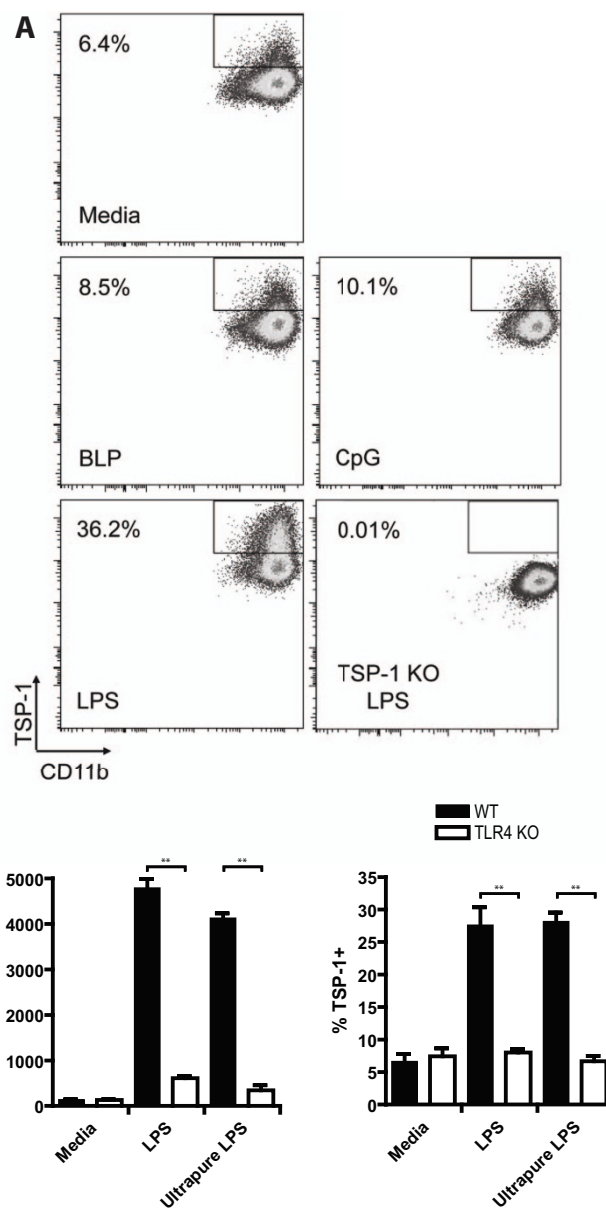 A
6.4%
Media
8.5%
BLP
10.1%
CpG
36.2%
LPS
0.01%
TSP-1 KO
LPS
TSP-1
CD11b
WT
TLR4 KO
** **
5000
4000
3000
2000
1000
0
Media
LPS
Ultrapure LPS
** **
% TSP-1+
35
30
25
20
15
10
5
0
Media
LPS
Ultrapure LPS